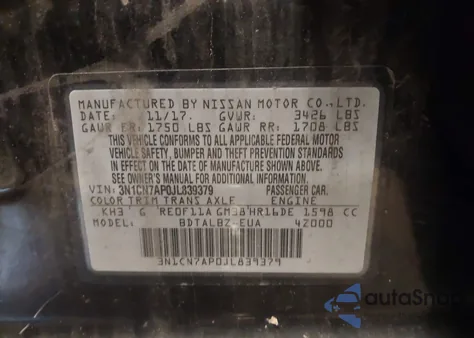 MANUFACTURED BY NISSAN MOTOR CO., LTD.
DATE: 11/17. GVWR: 3426 LBS
GAWR FR: 1750 LBS GAWR RR: 1708 LBS
THIS VEHICLE CONFORMS TO ALL
APPLICABLE FEDERAL MOTOR
VEHICLE SAFETY, BUMPER AND THEFT PREVENTION
STANDARDS IN EFFECT ON THE DATE OF
MANUFACTURE SHOWN ABOVE.
SEE OWNER'S MANUAL FOR ADDITIONAL INFORMATION
VIN: 3N1CN7AP0JL839379 PASSENGER CAR.
COLOR TRIM TRANS AXLE ENGINE
KH3 G RE0F11A GM38 HR16DE 1598 CC
MODEL: BDTALBZ-EUA 42000
3N1CN7AP0JL839379
autaSnap